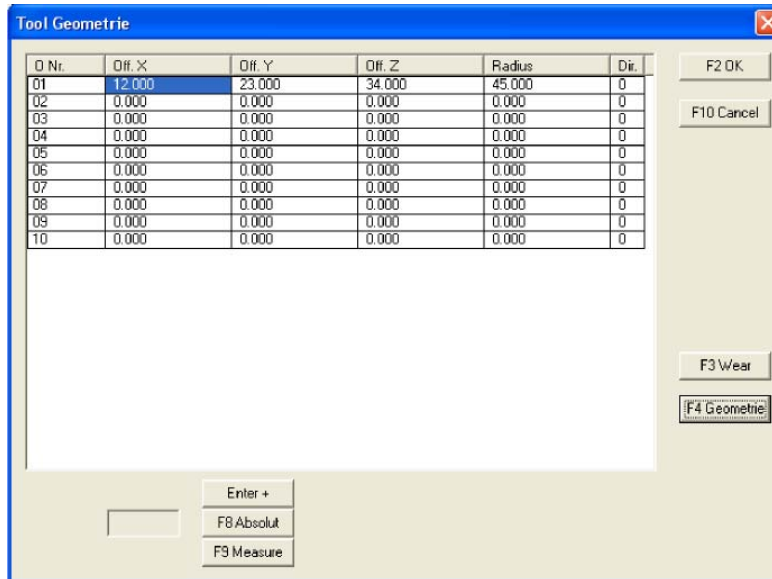 Tool Geometrie
O Nr. Off. X Off. Y Off. Z Radius Dir.
01 12.000 23.000 34.000 45.000 0
02 0.000 0.000 0.000 0.000 0
03 0.000 0.000 0.000 0.000 0
04 0.000 0.000 0.000 0.000 0
05 0.000 0.000 0.000 0.000 0
06 0.000 0.000 0.000 0.000 0
07 0.000 0.000 0.000 0.000 0
08 0.000 0.000 0.000 0.000 0
09 0.000 0.000 0.000 0.000 0
10 0.000 0.000 0.000 0.000 0
F2 OK
F10 Cancel
F3 Wear
F4 Geometrie
Enter +
F8 Absolut
F9 Measure